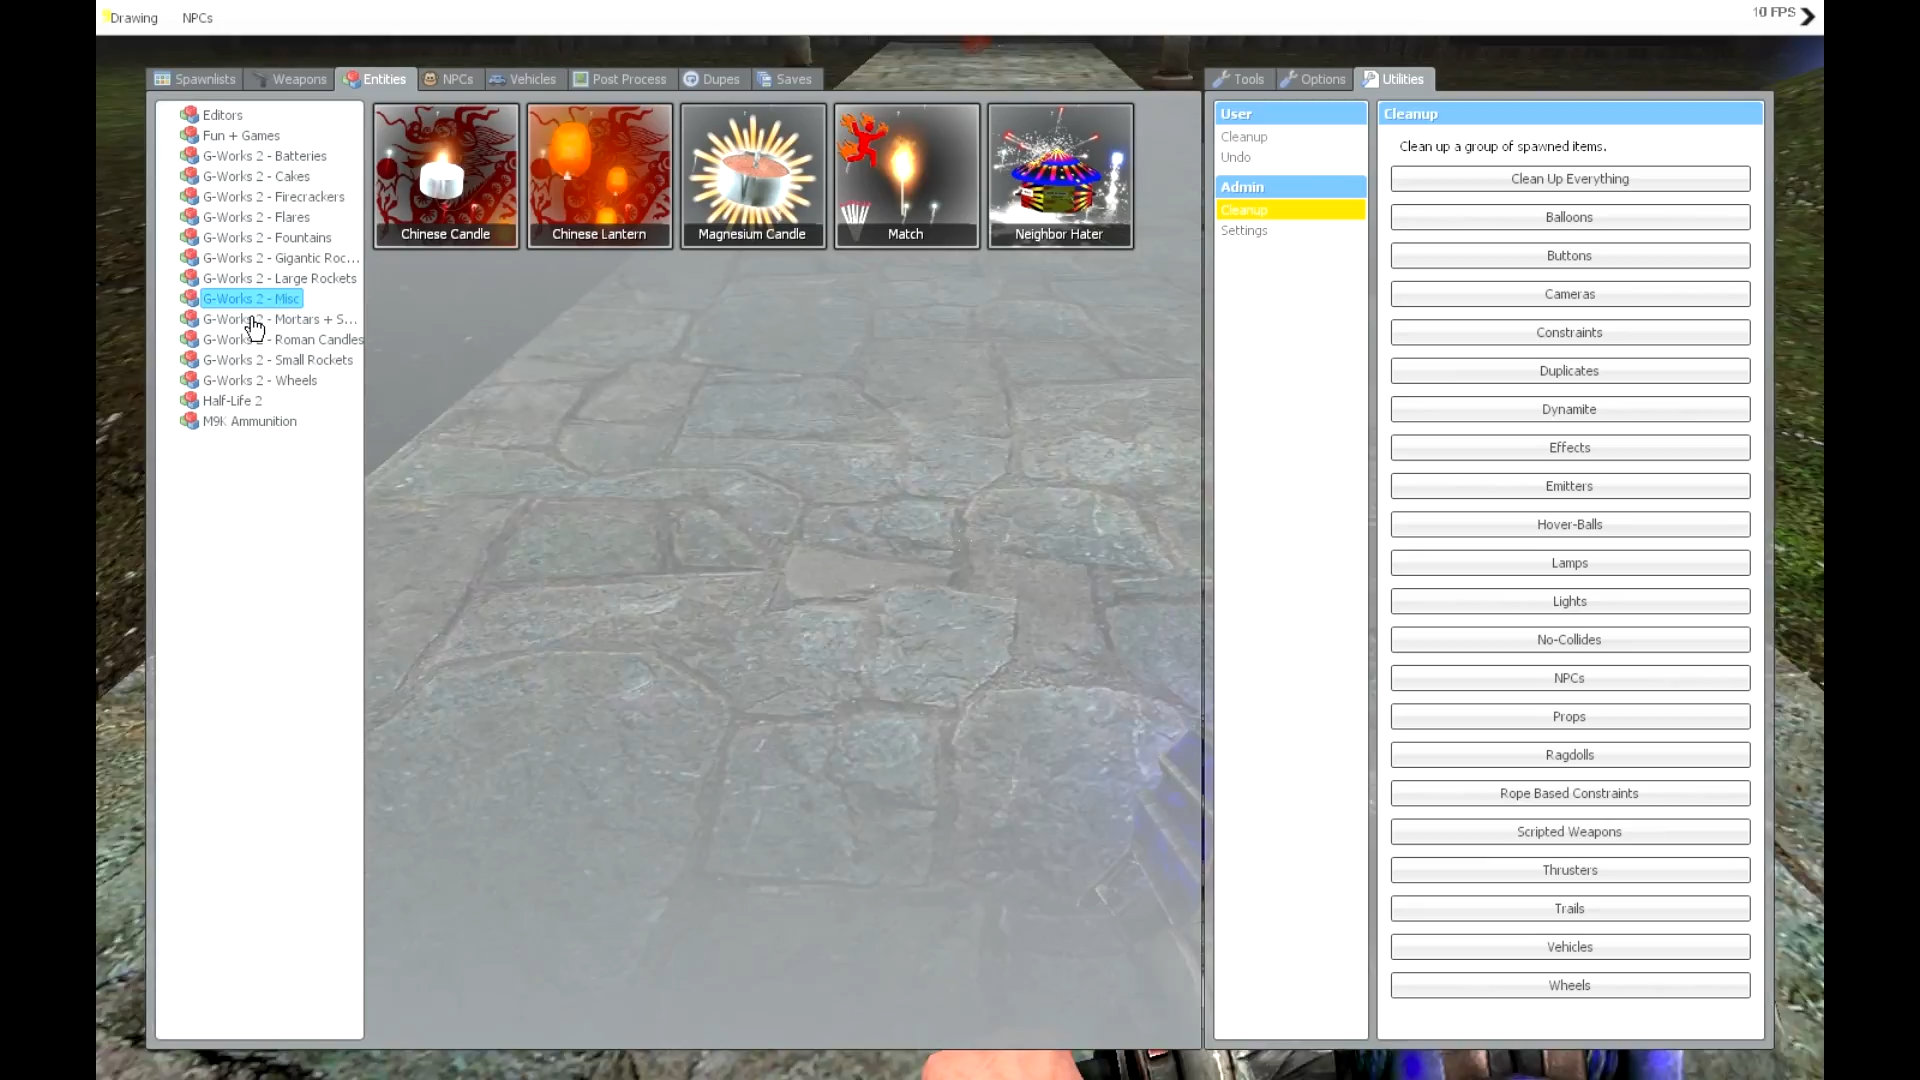 Drawing NPCs 10 FPS
Spawnlists Weapons Entities NPCs Vehicles Post Process Dupes Saves
Tools Options Utilities
Editors
Fun + Games
G-Works 2 - Batteries
G-Works 2 - Cakes
G-Works 2 - Firecrackers
G-Works 2 - Flares
G-Works 2 - Fountains
G-Works 2 - Gigantic Roc...
G-Works 2 - Large Rockets
G-Works 2 - Misc
G-Works 2 - Mortars + S...
G-Works 2 - Roman Candles
G-Works 2 - Small Rockets
G-Works 2 - Wheels
Half-Life 2
M9K Ammunition
Chinese Candle
Chinese Lantern
Magnesium Candle
Match
Neighbor Hater
User
Cleanup
Undo
Admin
Cleanup
Settings
Cleanup
Clean up a group of spawned items.
Clean Up Everything
Balloons
Buttons
Cameras
Constraints
Duplicates
Dynamite
Effects
Emitters
Hover-Balls
Lamps
Lights
No-Collides
NPCs
Props
Ragdolls
Rope Based Constraints
Scripted Weapons
Thrusters
Trails
Vehicles
Wheels